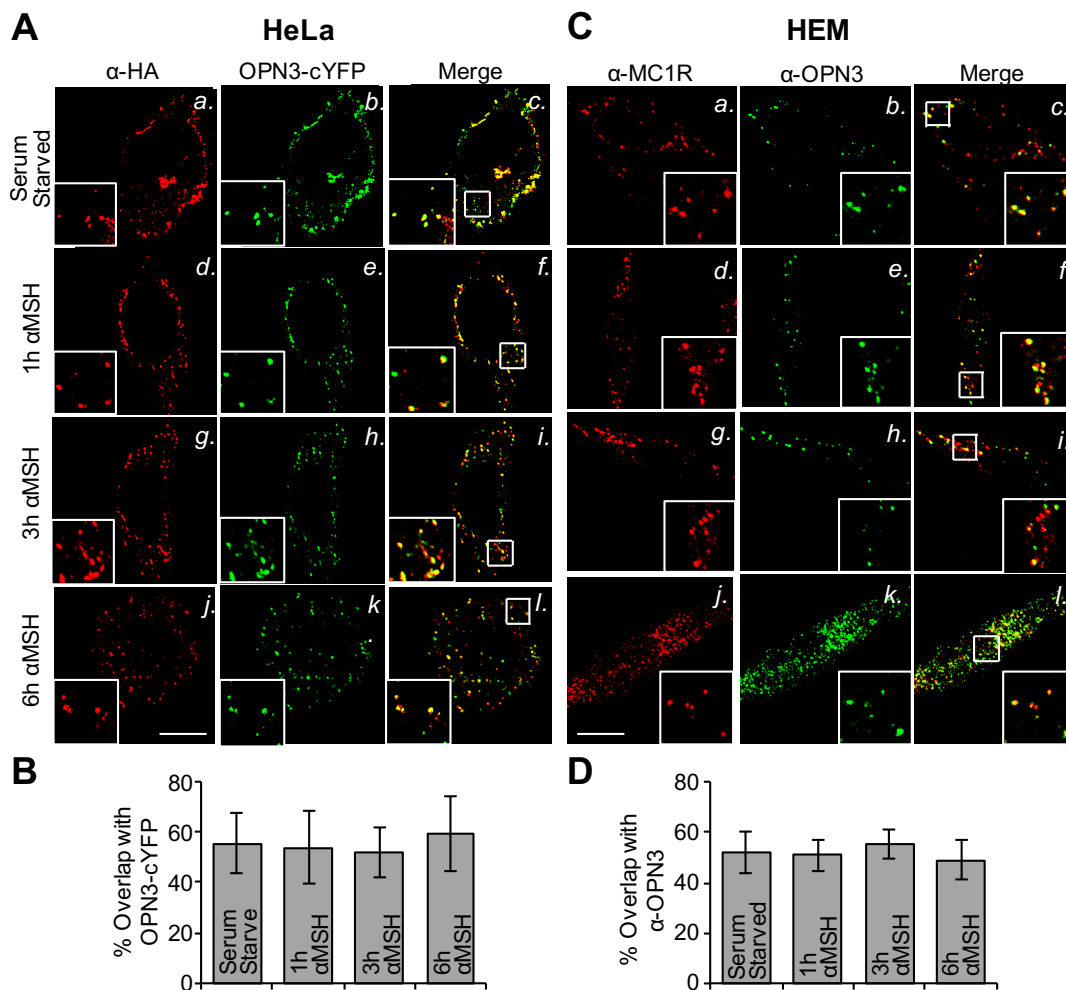 A HeLa
α-HA OPN3-cYFP Merge
Serum
Starved
a. b. c.
1h αMSH
d. e. f.
3h αMSH
g. h. i.
6h αMSH
j. k. l.
C HEM
α-MC1R α-OPN3 Merge
a. b. c.
d. e. f.
g. h. i.
j. k. l.
B
% Overlap with
OPN3-cYFP
80
60
40
20
0
Serum
Starve
1h
αMSH
3h
αMSH
6h
αMSH
D
% Overlap with
α-OPN3
80
60
40
20
0
Serum
Starved
1h
αMSH
3h
αMSH
6h
αMSH